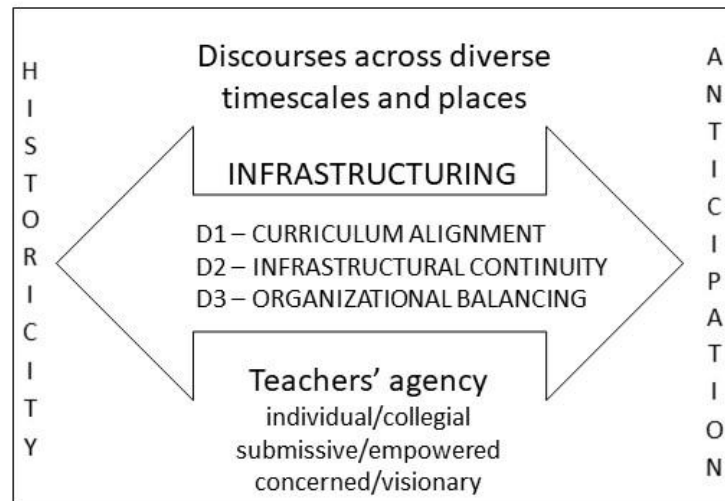 HISTORICITY
Discourses across diverse
timescales and places
INFRASTRUCTURING
D1 – CURRICULUM ALIGNMENT
D2 – INFRASTRUCTURAL CONTINUITY
D3 – ORGANIZATIONAL BALANCING
Teachers' agency
individual/collegial
submissive/empowered
concerned/visionary
ANTICIPATION